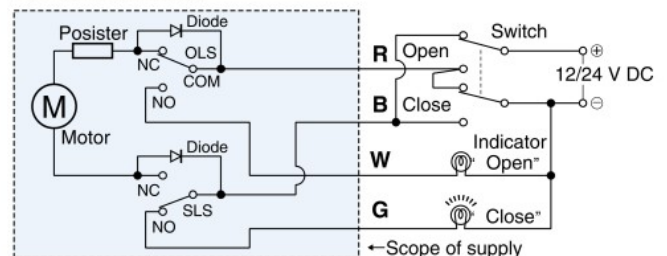 Posister
Diode
NC
OLS
COM
NO
M
Motor
Diode
NC
SLS
NO
R
Open
Switch
⊕
12/24 V DC
⊖
B
Close
W
Indicator
Open”
G
Close”
←Scope of supply